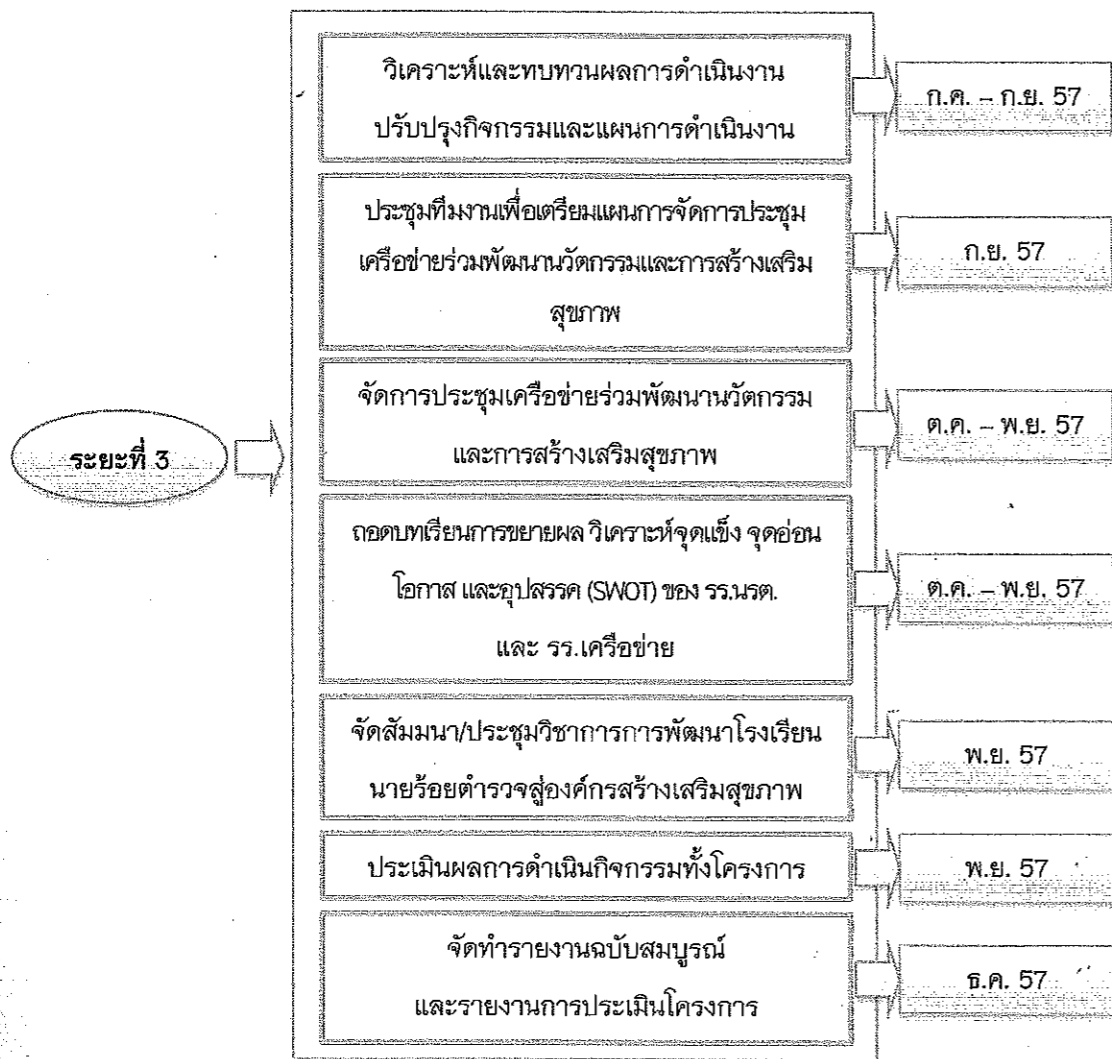 วิเคราะห์และทบทวนผลการดำเนินงาน
ปรับปรุงกิจกรรมและแผนการดำเนินงาน
ก.ค. – ก.ย. 57
ประชุมทีมงานเพื่อเตรียมแผนการจัดการประชุม
เครือข่ายร่วมพัฒนานวัตกรรมและการสร้างเสริม
สุขภาพ
ก.ย. 57
ระยะที่ 3
จัดการประชุมเครือข่ายร่วมพัฒนานวัตกรรม
และการสร้างเสริมสุขภาพ
ต.ค. – พ.ย. 57
ถอดบทเรียนการขยายผล วิเคราะห์จุดแข็ง จุดอ่อน
โอกาส และอุปสรรค (SWOT) ของ รร.นรต.
และ รร.เครือข่าย
ต.ค. – พ.ย. 57
จัดสัมมนา/ประชุมวิชาการการพัฒนาโรงเรียน
นายร้อยตำรวจสู่องค์กรสร้างเสริมสุขภาพ
พ.ย. 57
ประเมินผลการดำเนินกิจกรรมทั้งโครงการ
พ.ย. 57
จัดทำรายงานฉบับสมบูรณ์
และรายงานการประเมินโครงการ
ธ.ค. 57